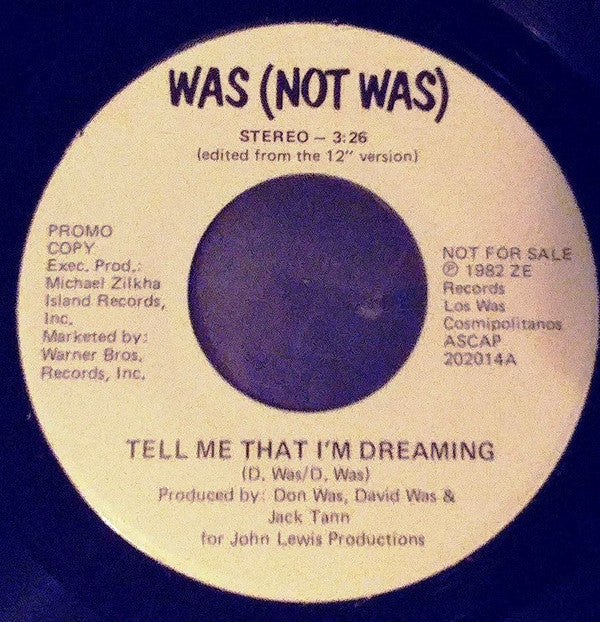 WAS (NOT WAS)
STEREO – 3:26
(edited from the 12" version)
PROMO
COPY
Exec. Prod.:
Michael Zilkha
Island Records,
Inc.
Marketed by:
Warner Bros.
Records, Inc.
NOT FOR SALE
℗ 1982 ZE
Records
Los Was
Cosmipolitanos
ASCAP
202014A
TELL ME THAT I'M DREAMING
(D. Was/D. Was)
Produced by: Don Was, David Was &
Jack Tann
for John Lewis Productions